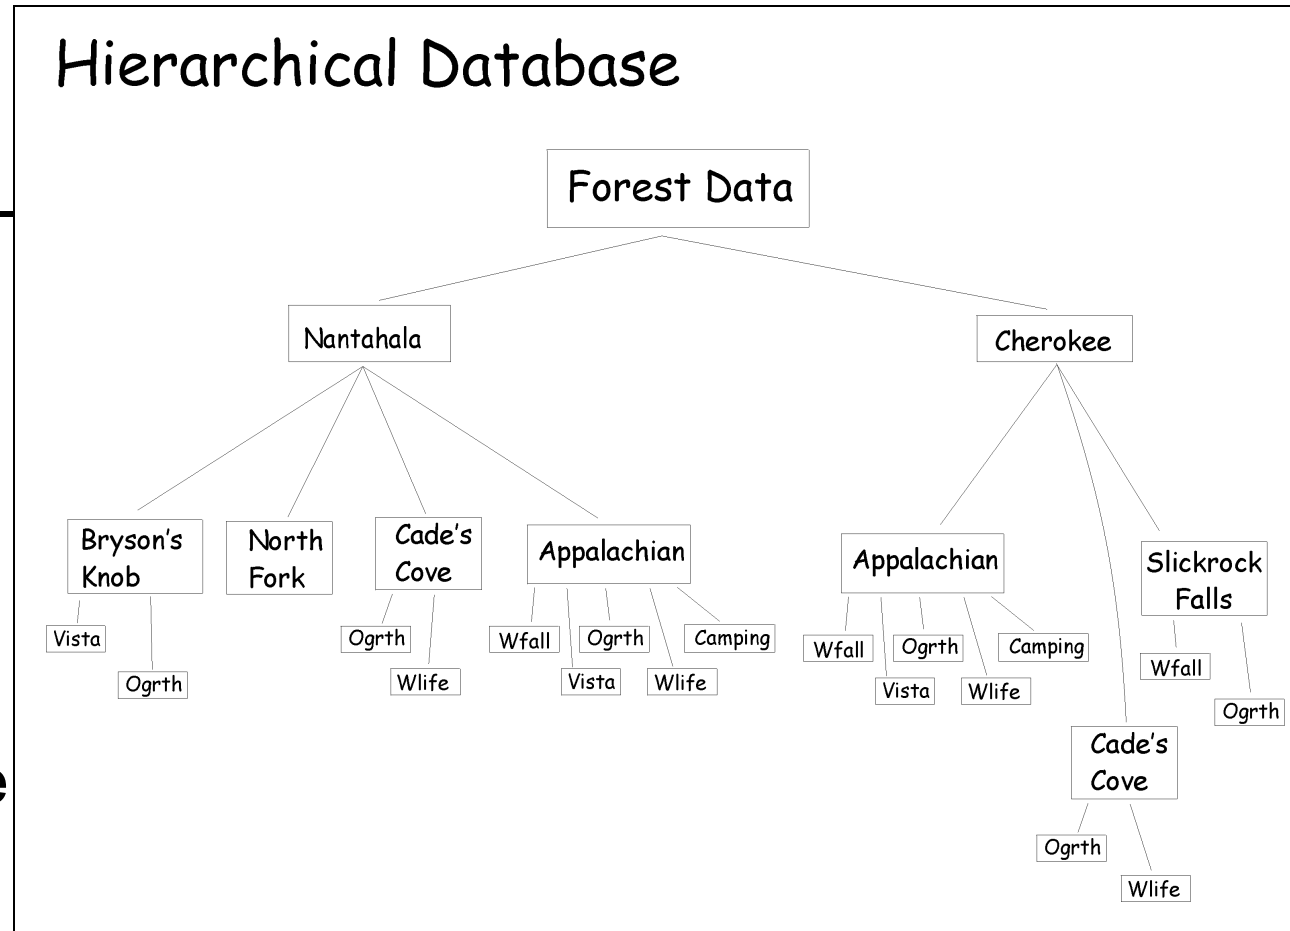 Hierarchical Database
Forest Data
Nantahala
Cherokee
Bryson's
Knob
North
Fork
Cade's
Cove
Appalachian
Appalachian
Slickrock
Falls
Vista
Ogrth
Ogrth
Wlife
Wfall
Vista
Ogrth
Wlife
Camping
Wfall
Vista
Ogrth
Wlife
Camping
Wfall
Ogrth
Cade's
Cove
Ogrth
Wlife
e